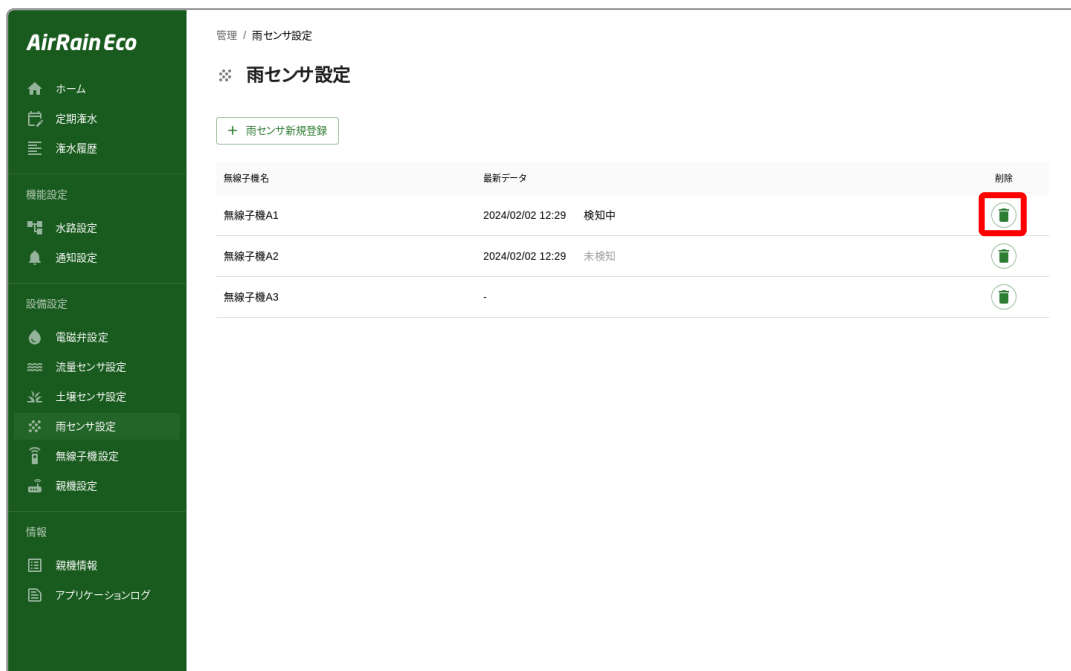 AirRain Eco
ホーム
定期潅水
潅水履歴
機能設定
水路設定
通知設定
設備設定
電磁弁設定
流量センサ設定
土壌センサ設定
雨センサ設定
無線子機設定
親機設定
情報
親機情報
アプリケーションログ
管理 / 雨センサ設定
雨センサ設定
+ 雨センサ新規登録
無線子機名 最新データ 削除
無線子機A1 2024/02/02 12:29 検知中
無線子機A2 2024/02/02 12:29 未検知
無線子機A3 -